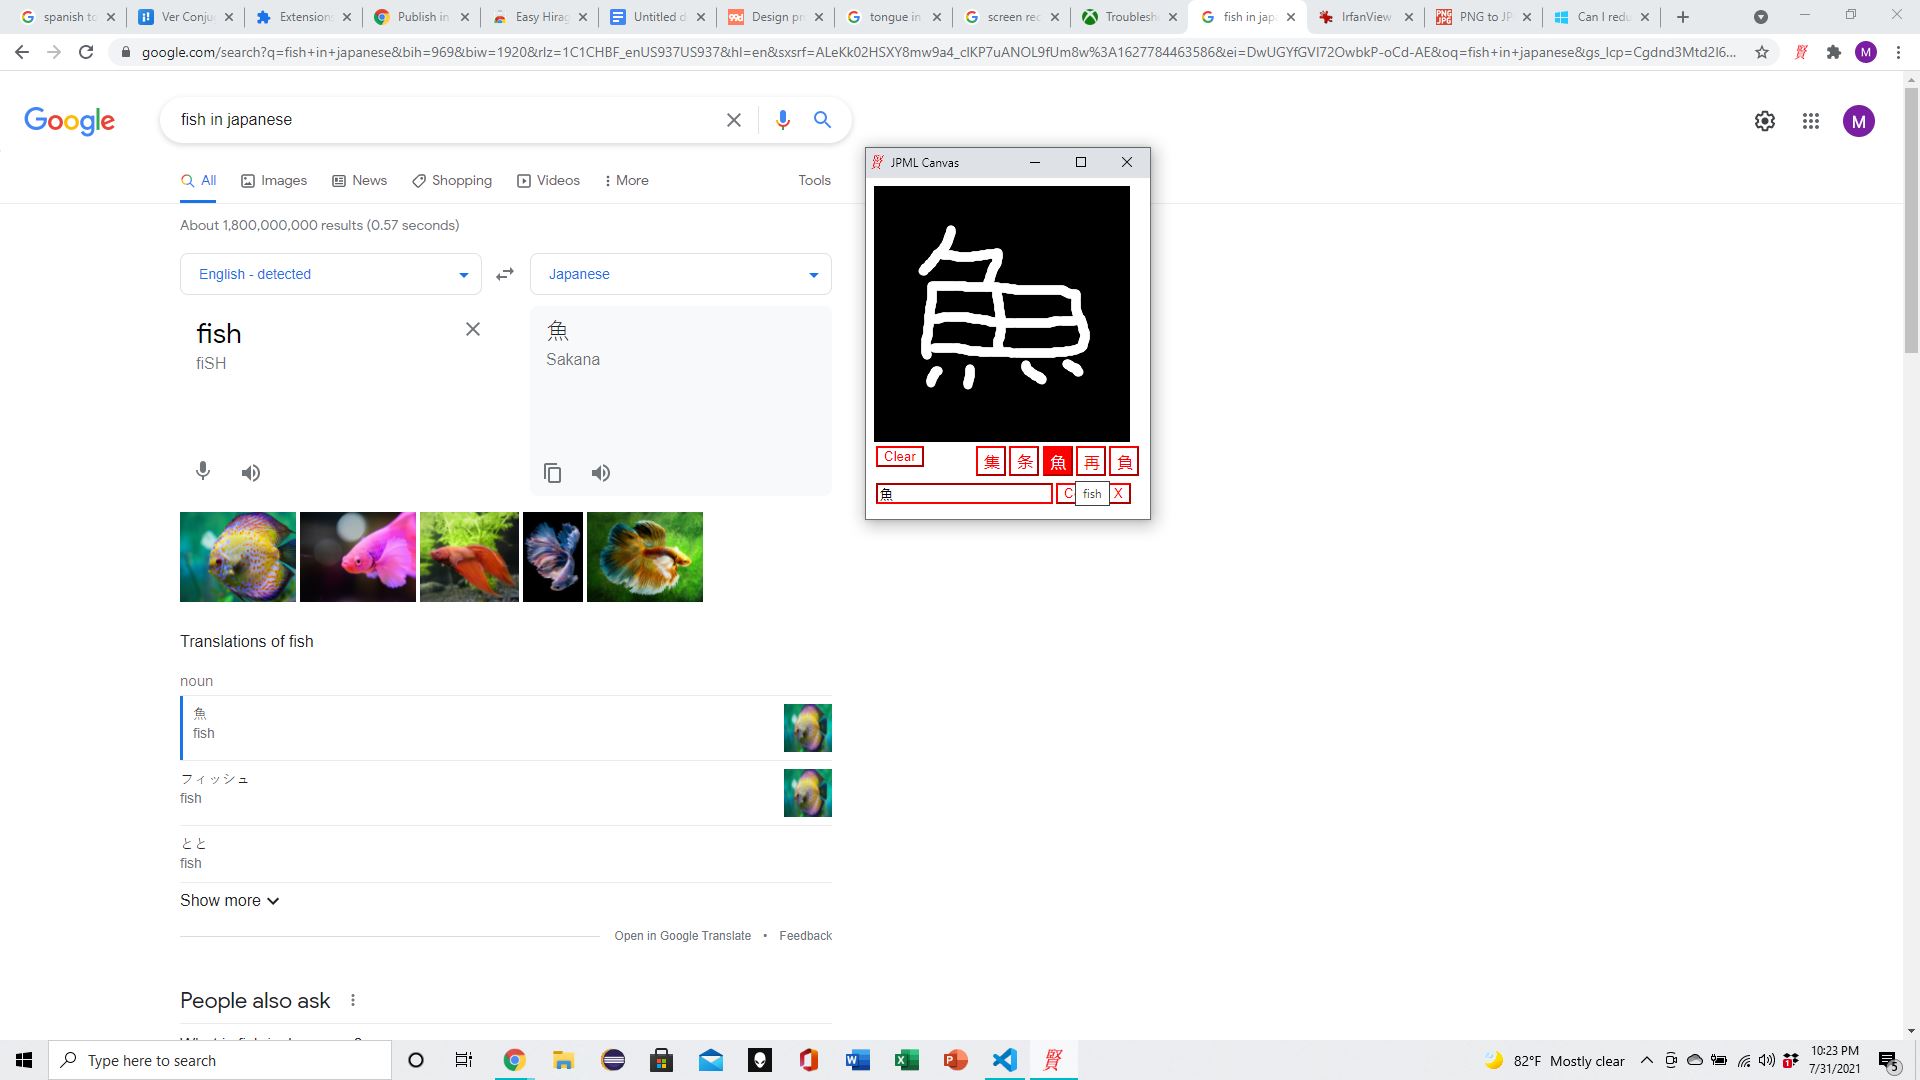 spanish to
Ver Conju
Extensions
Publish in
Easy Hirag
Untitled d
Design pr
tongue in
screen rec
Troublesh
fish in jap
IrfanView
PNG to JP
Can I redu
google.com/search?q=fish+in+japanese&bih=969&biw=1920&rlz=1C1CHBF_enUS937US937&hl=en&sxsrf=ALeKk02HSXY8mw9a4_clKP7uANOL9fUm8w%3A1627784463586&ei=DwUGYfGVI72OwbkP-oCd-AE&oq=fish+in+japanese&gs_lcp=Cgdnd3Mtd2l6...
賢
M
Google
fish in japanese
M
All
Images
News
Shopping
Videos
More
Tools
About 1,800,000,000 results (0.57 seconds)
English - detected
Japanese
fish
fiSH
魚
Sakana
賢 JPML Canvas
魚
Clear
集
条
魚
再
負
魚
C
fish
X
Translations of fish
noun
魚
fish
フィッシュ
fish
とと
fish
Show more
Open in Google Translate • Feedback
People also ask
Type here to search
賢
82°F Mostly clear
10:23 PM
7/31/2021
5